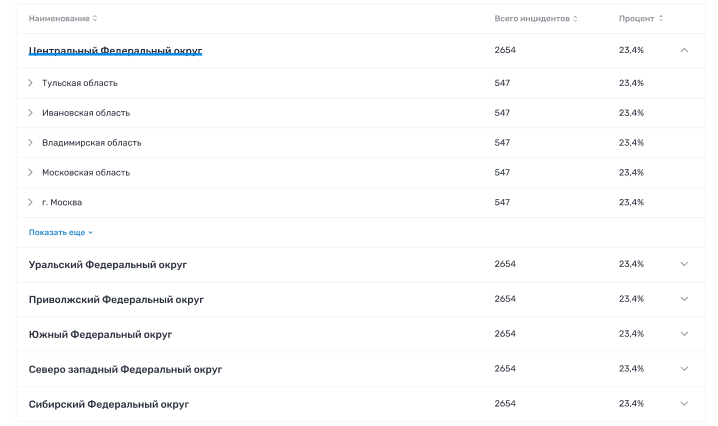 Наименование Всего инцидентов Процент
Центральный Федеральный округ 2654 23,4%
Тульская область 547 23,4%
Ивановская область 547 23,4%
Владимирская область 547 23,4%
Московская область 547 23,4%
г. Москва 547 23,4%
Показать еще
Уральский Федеральный округ 2654 23,4%
Приволжский Федеральный округ 2654 23,4%
Южный Федеральный округ 2654 23,4%
Северо западный Федеральный округ 2654 23,4%
Сибирский Федеральный округ 2654 23,4%